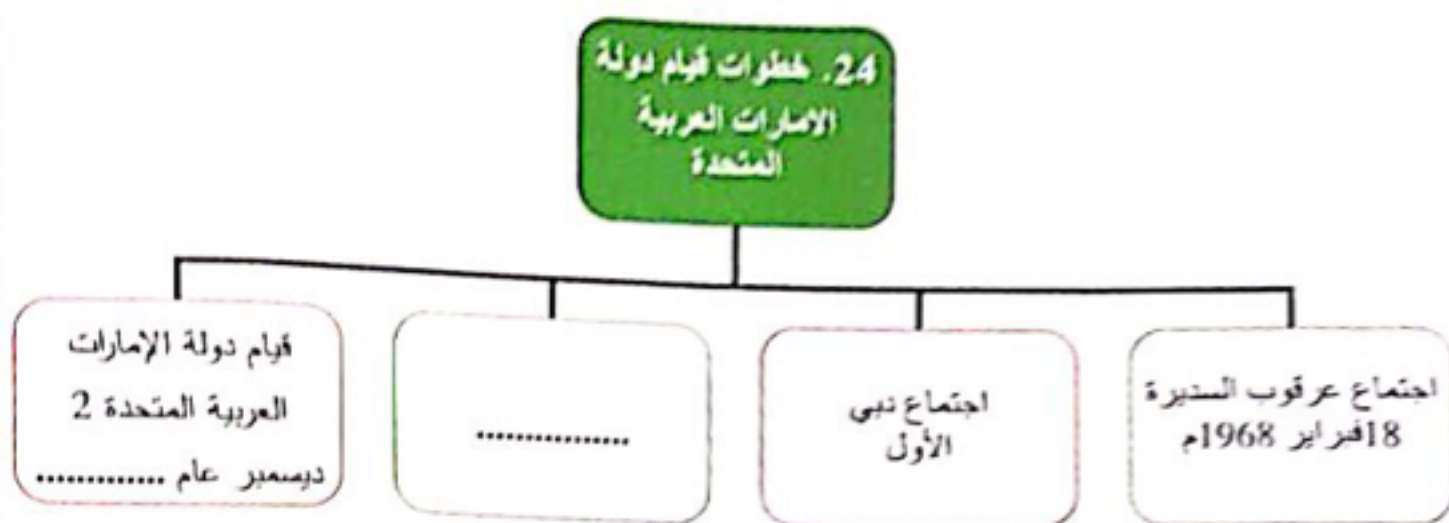 24. خطوات قيام دولة
الامارات العربية
المتحدة
اجتماع عرقوب السديرة
18فبراير 1968م
اجتماع دبي
الأول
................
قيام دولة الإمارات
العربية المتحدة 2
ديسمبر عام .............